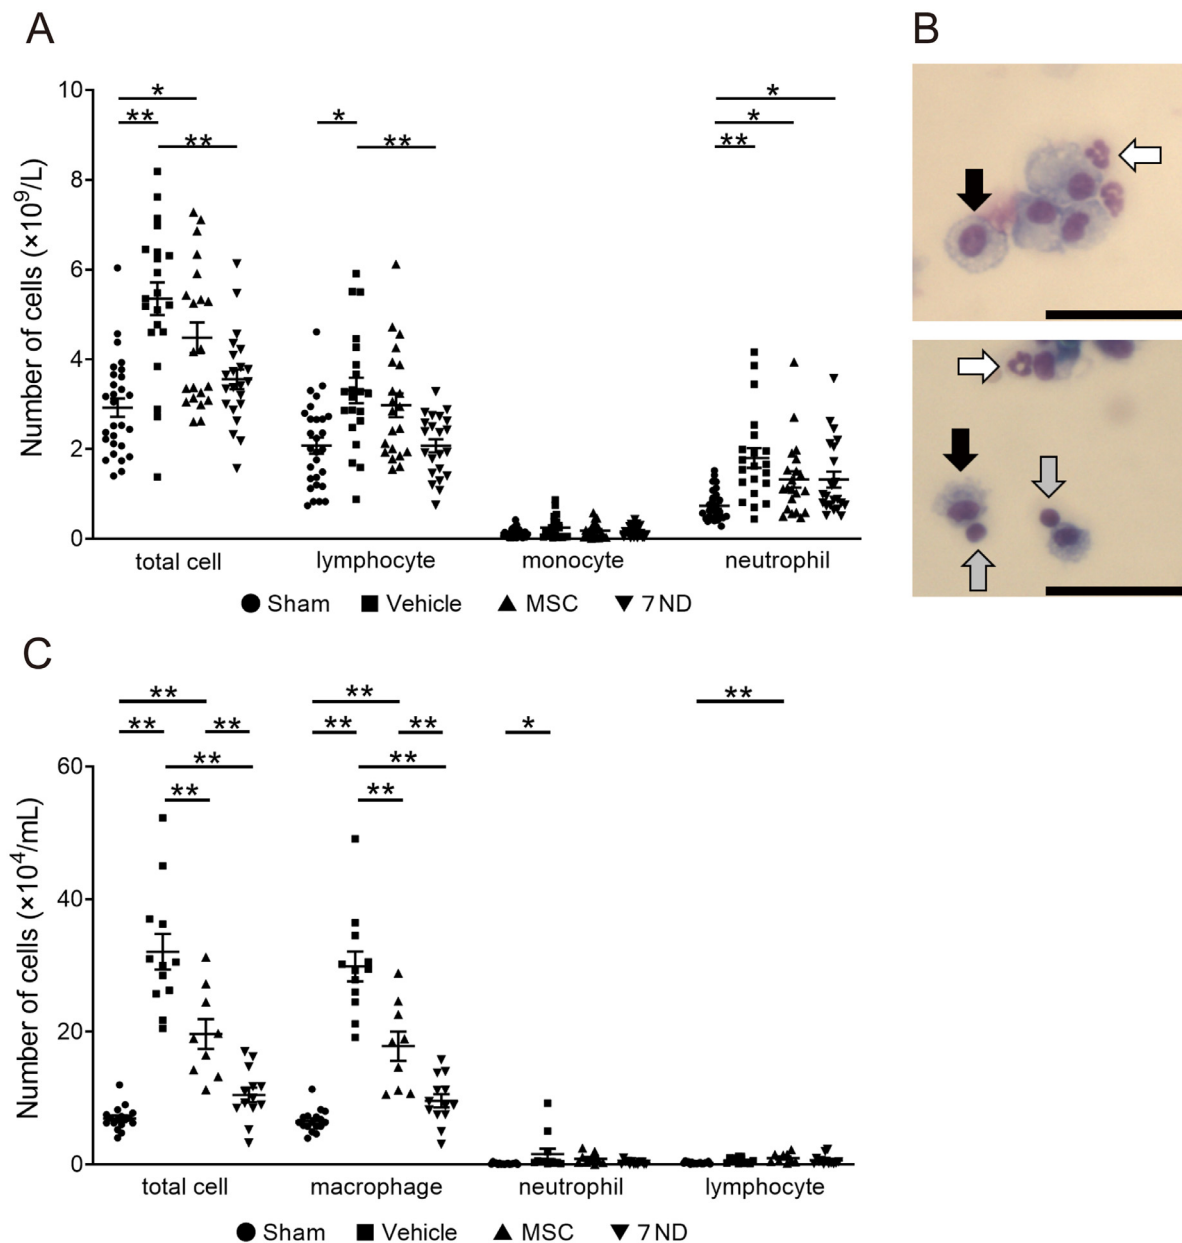 A
B
10
8
6
4
2
0
Number of cells (×10⁹/L)
* ** ** * ** * * **
total cell lymphocyte monocyte neutrophil
● Sham ■ Vehicle ▲ MSC ▼ 7ND
C
** ** ** ** ** ** ** ** ** ** * **
60
40
20
0
Number of cells (×10⁴/mL)
total cell macrophage neutrophil lymphocyte
● Sham ■ Vehicle ▲ MSC ▼ 7ND